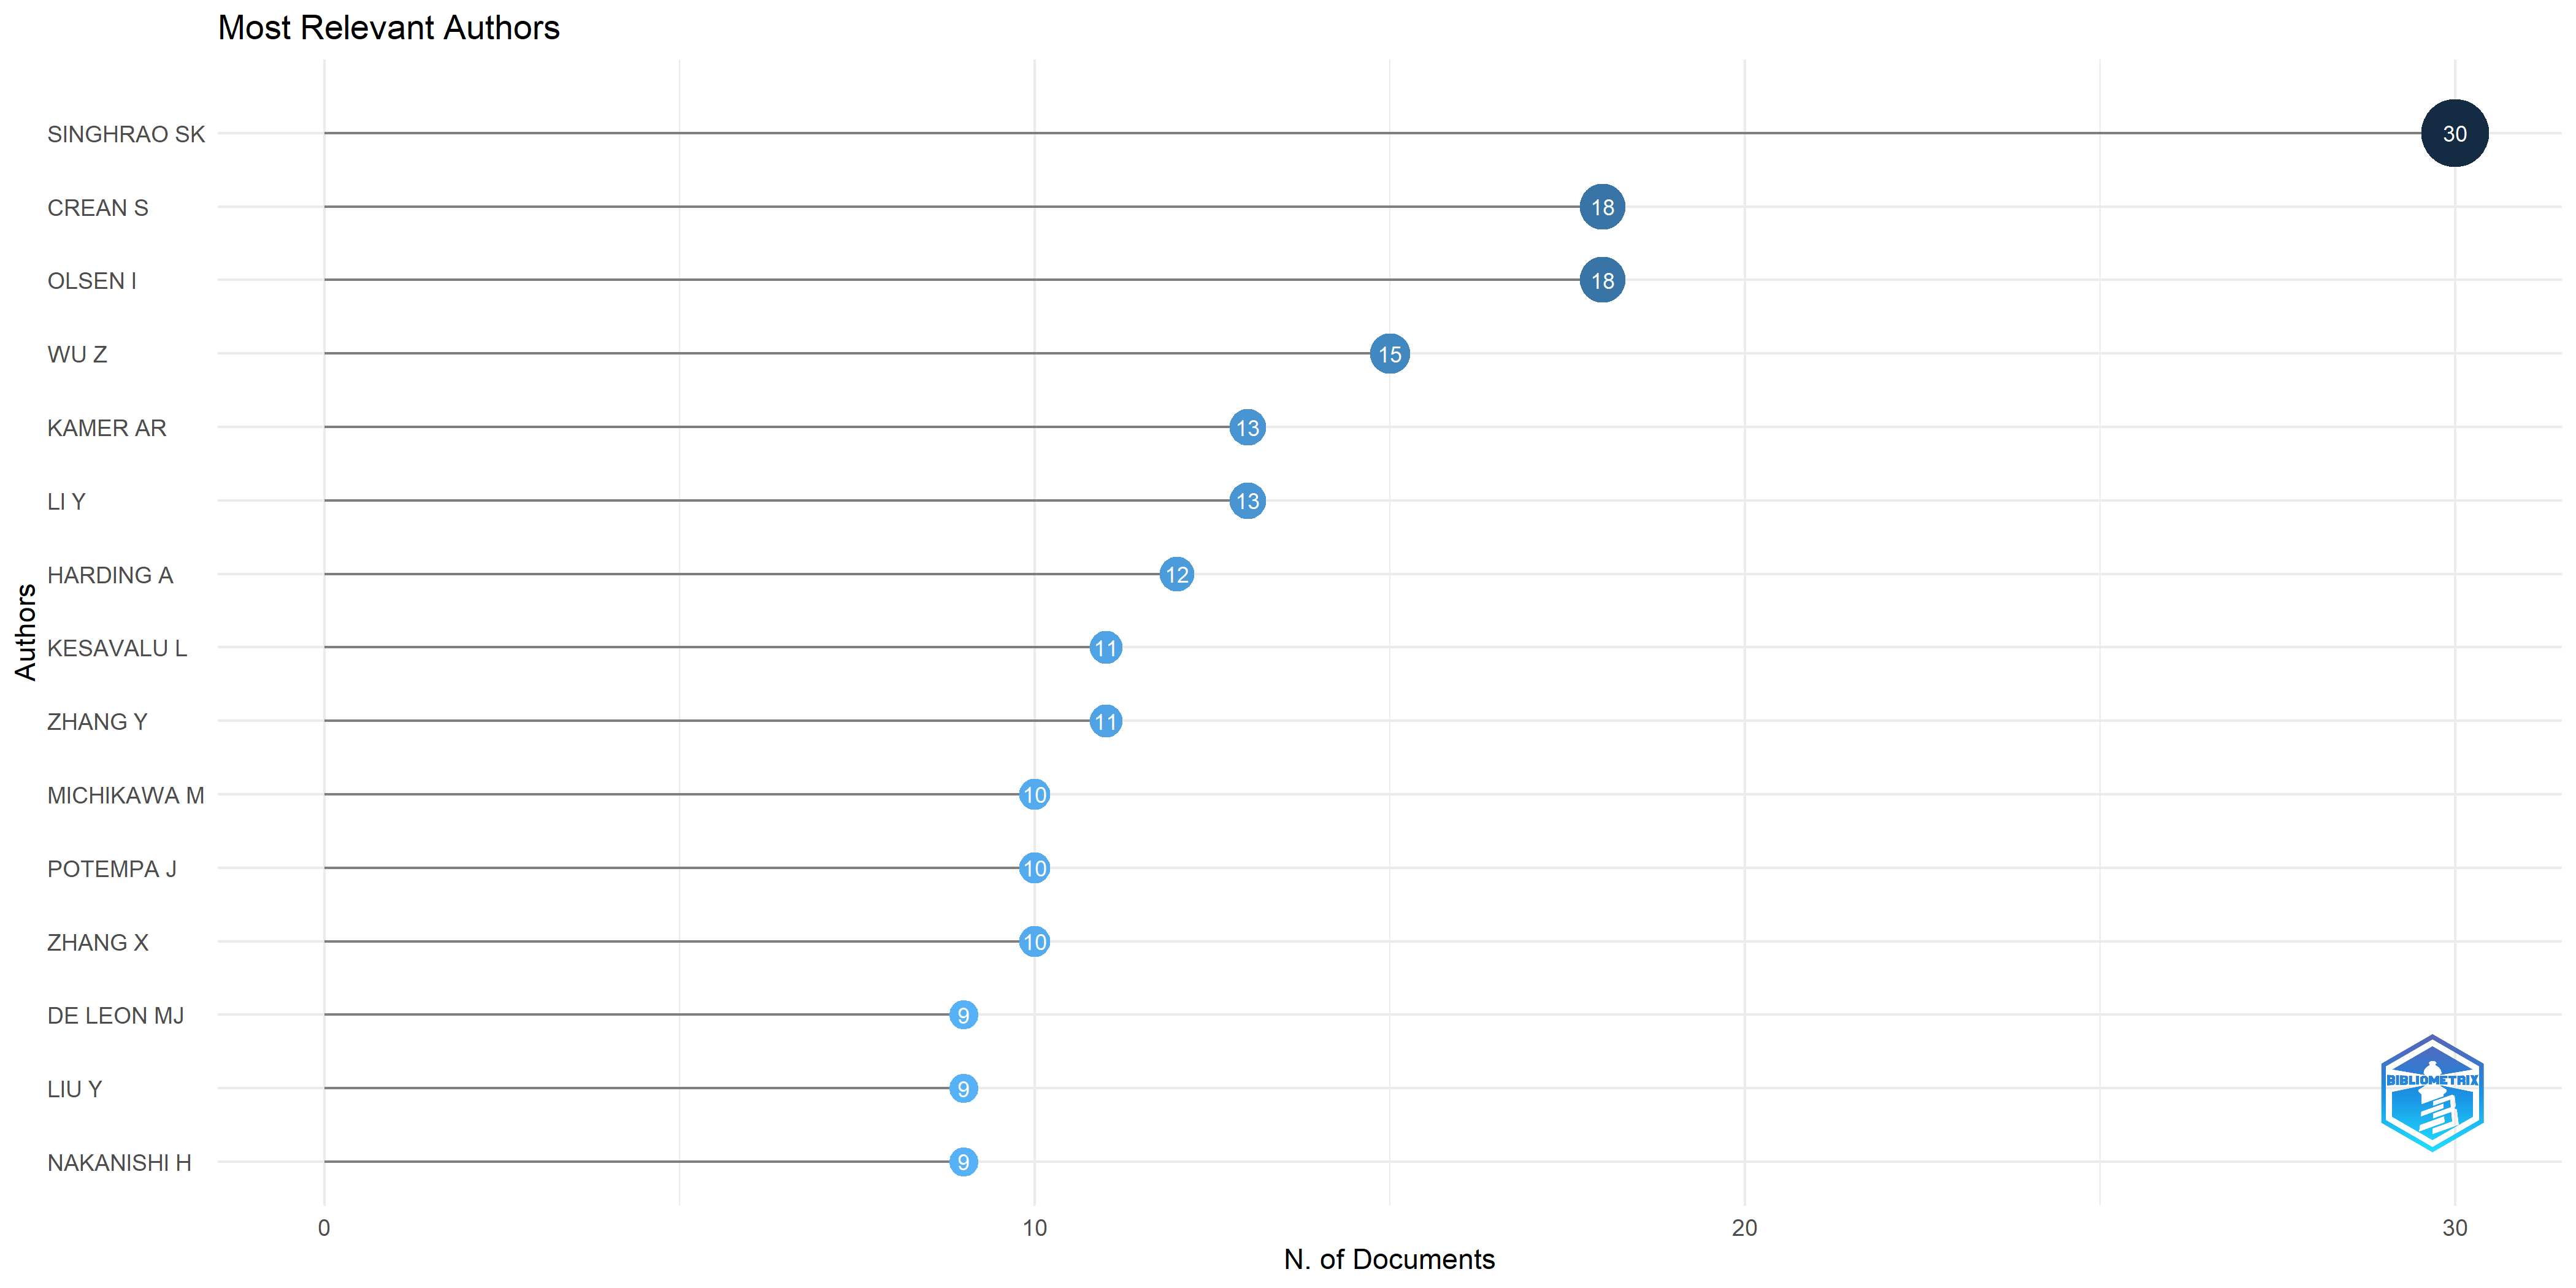 Most Relevant Authors
SINGHRAO SK 30
CREAN S 18
OLSEN I 18
WU Z 15
KAMER AR 13
LI Y 13
HARDING A 12
KESAVALU L 11
ZHANG Y 11
MICHIKAWA M 10
POTEMPA J 10
ZHANG X 10
DE LEON MJ 9
LIU Y 9
NAKANISHI H 9
Authors
BIBLIOMETRIX
0 10 20 30
N. of Documents